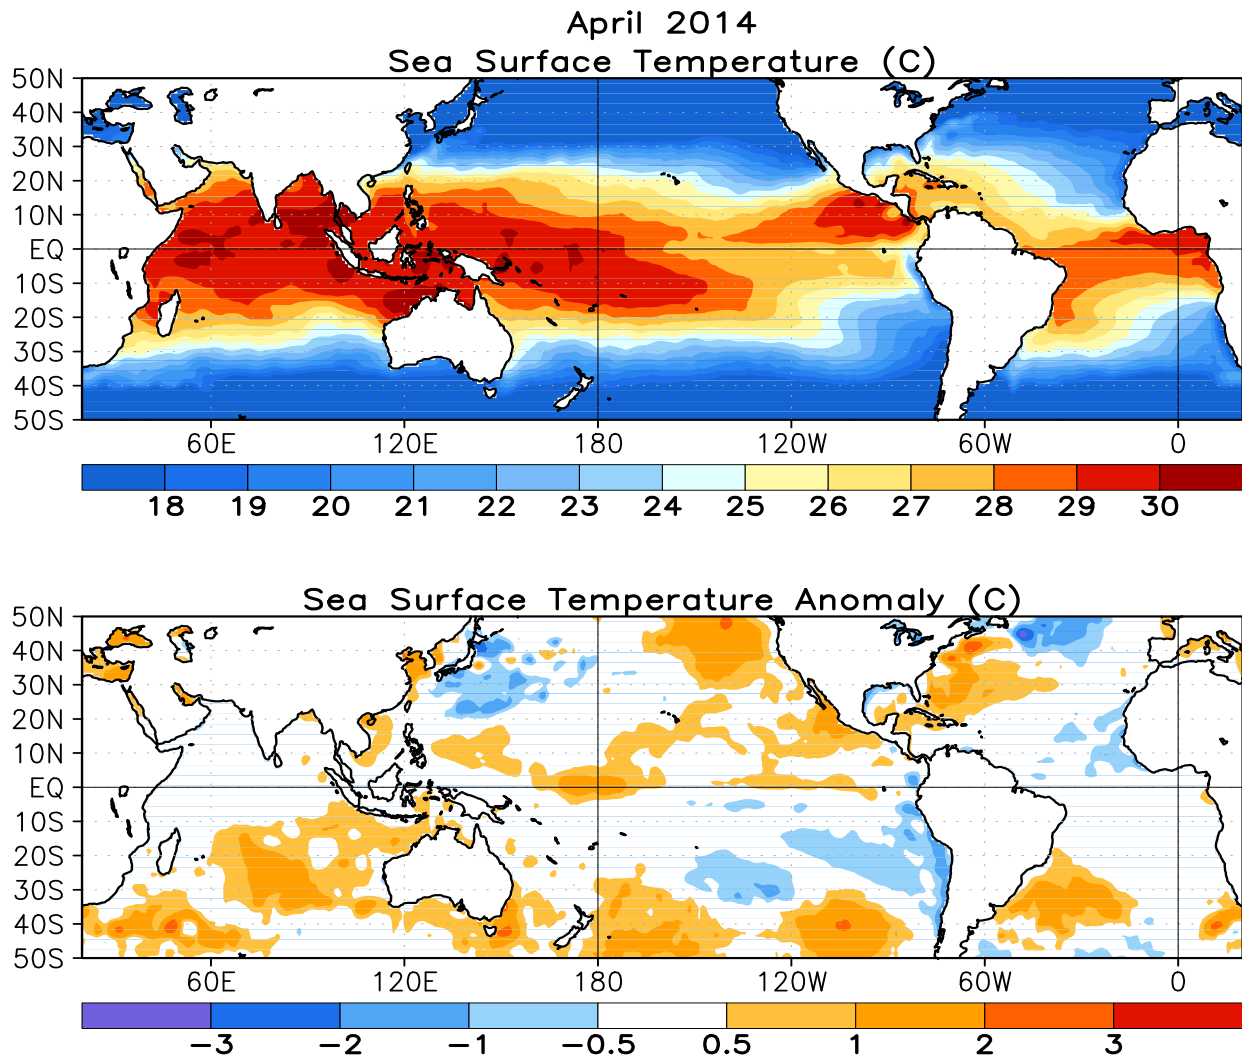 April 2014
Sea Surface Temperature (C)
50N
40N
30N
20N
10N
EQ
10S
20S
30S
40S
50S
60E 120E 180 120W 60W 0
18 19 20 21 22 23 24 25 26 27 28 29 30
Sea Surface Temperature Anomaly (C)
50N
40N
30N
20N
10N
EQ
10S
20S
30S
40S
50S
60E 120E 180 120W 60W 0
−3 −2 −1 −0.5 0.5 1 2 3